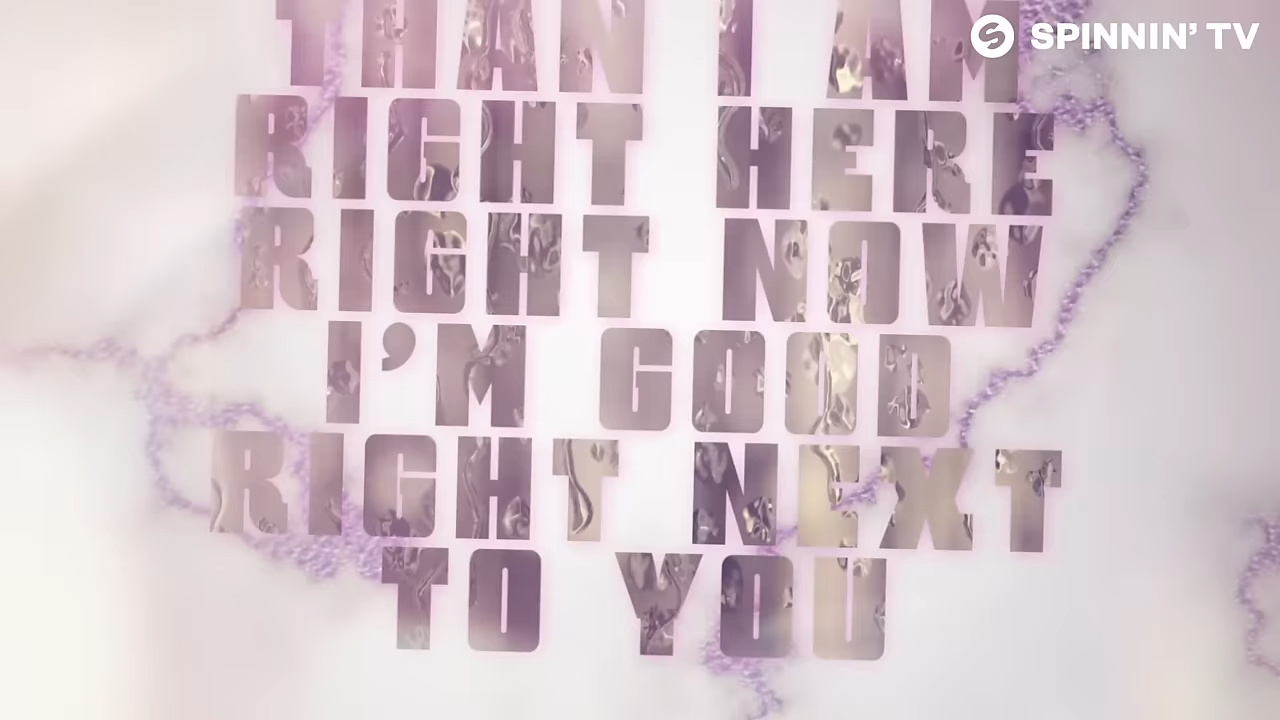 SPINNIN' TV
THAN I AM
RIGHT HERE
RIGHT NOW
I'M GOOD
RIGHT NEXT
TO YOU